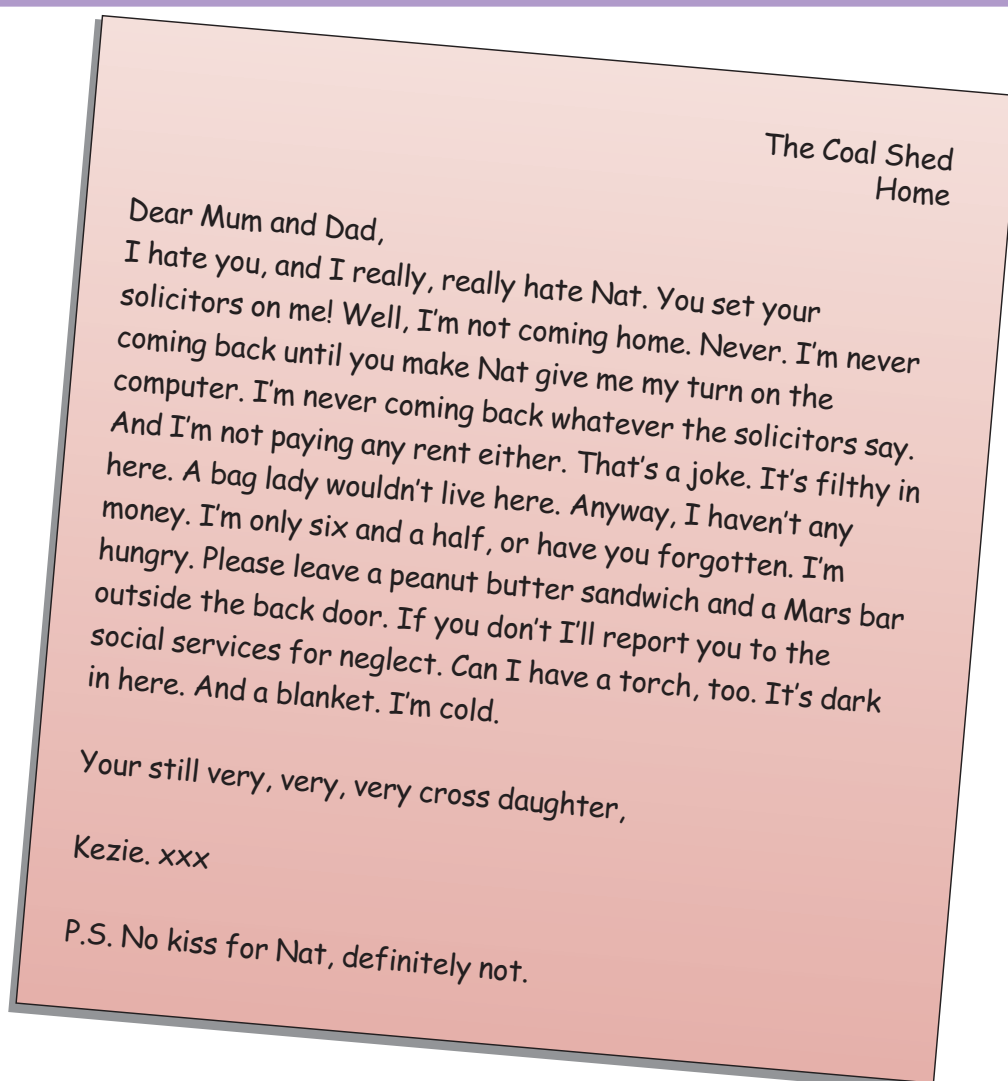 The Coal Shed
Home
Dear Mum and Dad,
I hate you, and I really, really hate Nat. You set your
solicitors on me! Well, I'm not coming home. Never. I'm never
coming back until you make Nat give me my turn on the
computer. I'm never coming back whatever the solicitors say.
And I'm not paying any rent either. That's a joke. It's filthy in
here. A bag lady wouldn't live here. Anyway, I haven't any
money. I'm only six and a half, or have you forgotten. I'm
hungry. Please leave a peanut butter sandwich and a Mars bar
outside the back door. If you don't I'll report you to the
social services for neglect. Can I have a torch, too. It's dark
in here. And a blanket. I'm cold.
Your still very, very, very cross daughter,
Kezie. xxx
P.S. No kiss for Nat, definitely not.